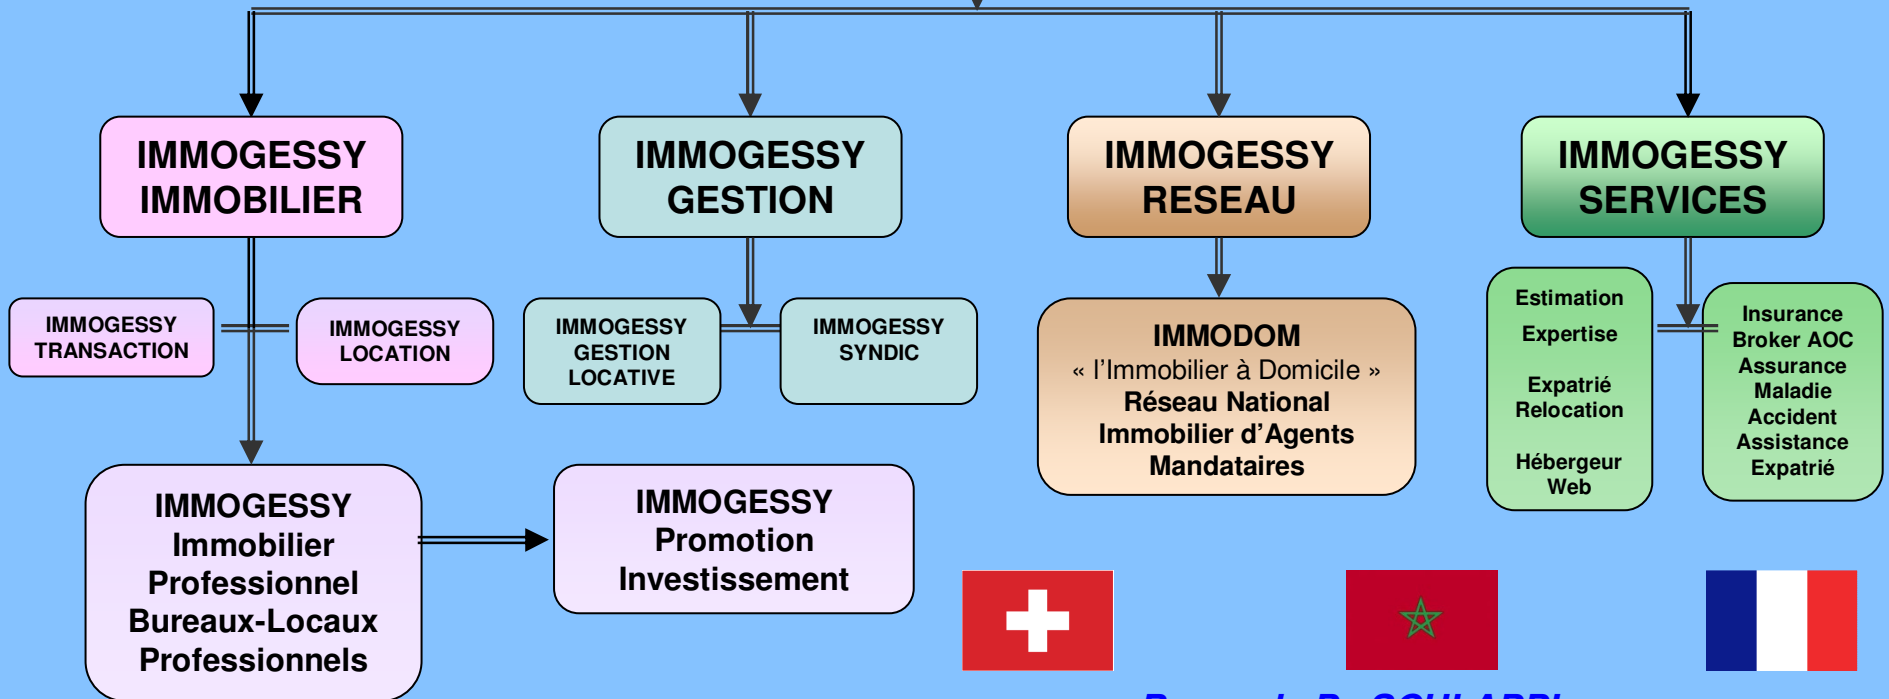 IMMOGESSY
IMMOBILIER
IMMOGESSY
GESTION
IMMOGESSY
RESEAU
IMMOGESSY
SERVICES
IMMOGESSY
TRANSACTION
IMMOGESSY
LOCATION
IMMOGESSY
GESTION
LOCATIVE
IMMOGESSY
SYNDIC
IMMODOM
« l'Immobilier à Domicile »
Réseau National
Immobilier d'Agents
Mandataires
Estimation
Expertise
Expatrié
Relocation
Hébergeur
Web
Insurance
Broker AOC
Assurance
Maladie
Accident
Assistance
Expatrié
IMMOGESSY
Immobilier
Professionnel
Bureaux-Locaux
Professionnels
IMMOGESSY
Promotion
Investissement